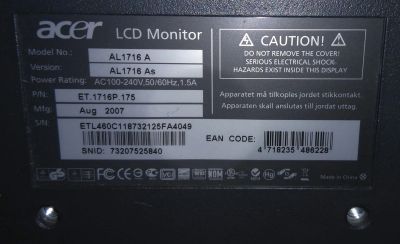 acer LCD Monitor
Model No.: AL1716 A
Version: AL1716 As
Power Rating: AC100-240V,50/60Hz,1.5A
P/N: ET.1716P.175
Mfg: Aug 2007
S/N:
ETL460C118732125FA4049
SNID: 73207525840
CAUTION!
DO NOT REMOVE THE COVER!
SERIOUS ELECTRICAL SHOCK-
HAZARDS EXIST INSIDE THIS DISPLAY
Apparatet må tilkoples jordet stikkontakt.
Apparaten skall anslutas till jordat uttag.
EAN CODE:
4 718235 486228
Made in China